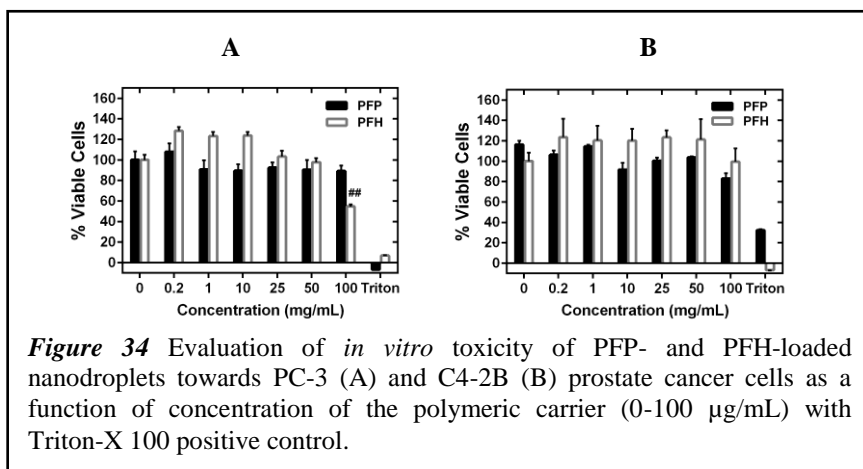 A
B
160
140
120
100
80
60
40
20
0
% Viable Cells
PFP
PFH
##
0 0.2 1 10 25 50 100 Triton
Concentration (mg/mL)
160
140
120
100
80
60
40
20
0
% Viable Cells
PFP
PFH
0 0.2 1 10 25 50 100 Triton
Concentration (mg/mL)
Figure 34 Evaluation of in vitro toxicity of PFP- and PFH-loaded
nanodroplets towards PC-3 (A) and C4-2B (B) prostate cancer cells as a
function of concentration of the polymeric carrier (0-100 µg/mL) with
Triton-X 100 positive control.